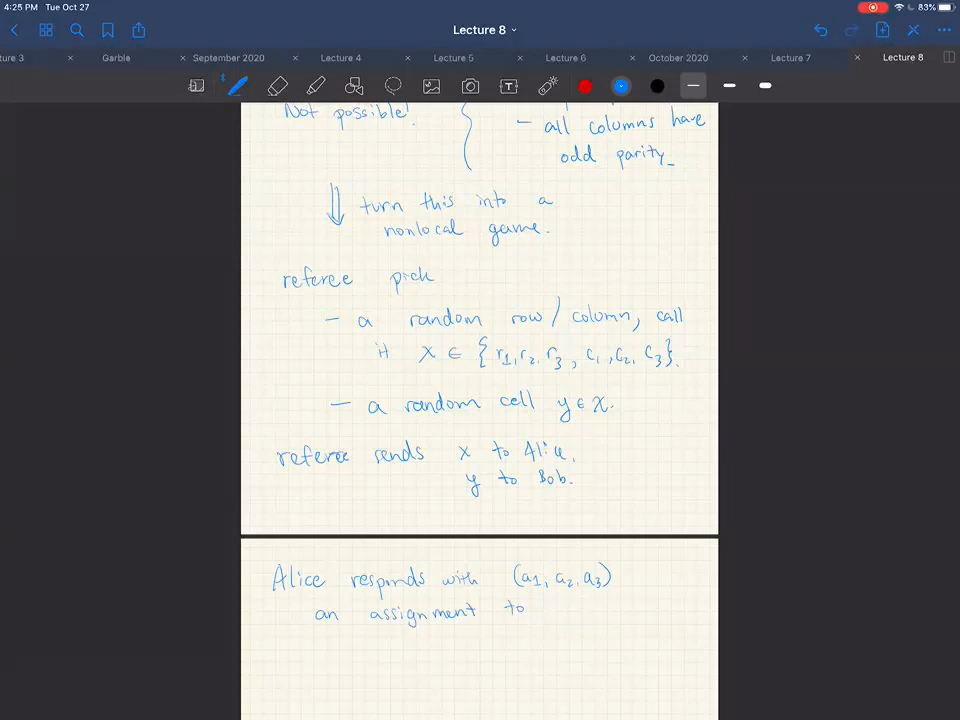 4:25 PM Tue Oct 27
83%
Lecture 8
ture 3
Garble
September 2020
Lecture 4
Lecture 5
Lecture 6
October 2020
Lecture 7
Lecture 8
Not possible!
- all columns have
odd parity_
⇓ turn this into a
nonlocal game.
referee pick
- a random row / column, call
it x ∈ {r1, r2, r3, c1, c2, c3}.
- a random cell y ∈ x.
referee sends x to Alice,
y to Bob.
Alice responds with (a1, a2, a3)
an assignment to